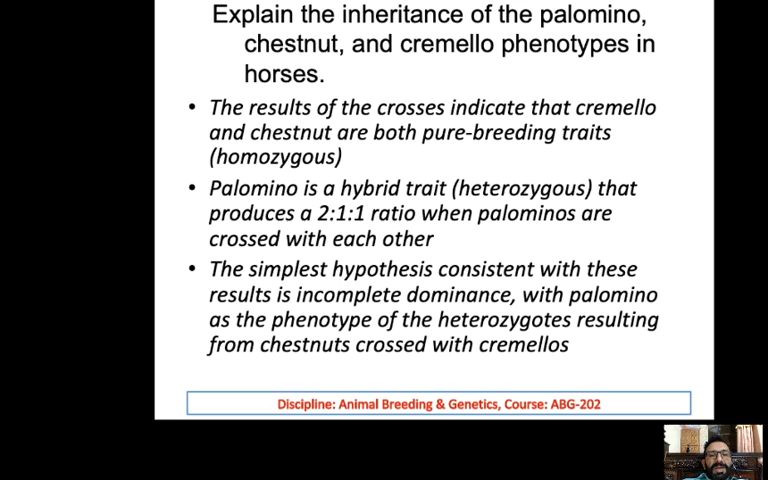 Explain the inheritance of the palomino,
chestnut, and cremello phenotypes in
horses.
• The results of the crosses indicate that cremello
and chestnut are both pure-breeding traits
(homozygous)
• Palomino is a hybrid trait (heterozygous) that
produces a 2:1:1 ratio when palominos are
crossed with each other
• The simplest hypothesis consistent with these
results is incomplete dominance, with palomino
as the phenotype of the heterozygotes resulting
from chestnuts crossed with cremellos
Discipline: Animal Breeding & Genetics, Course: ABG-202